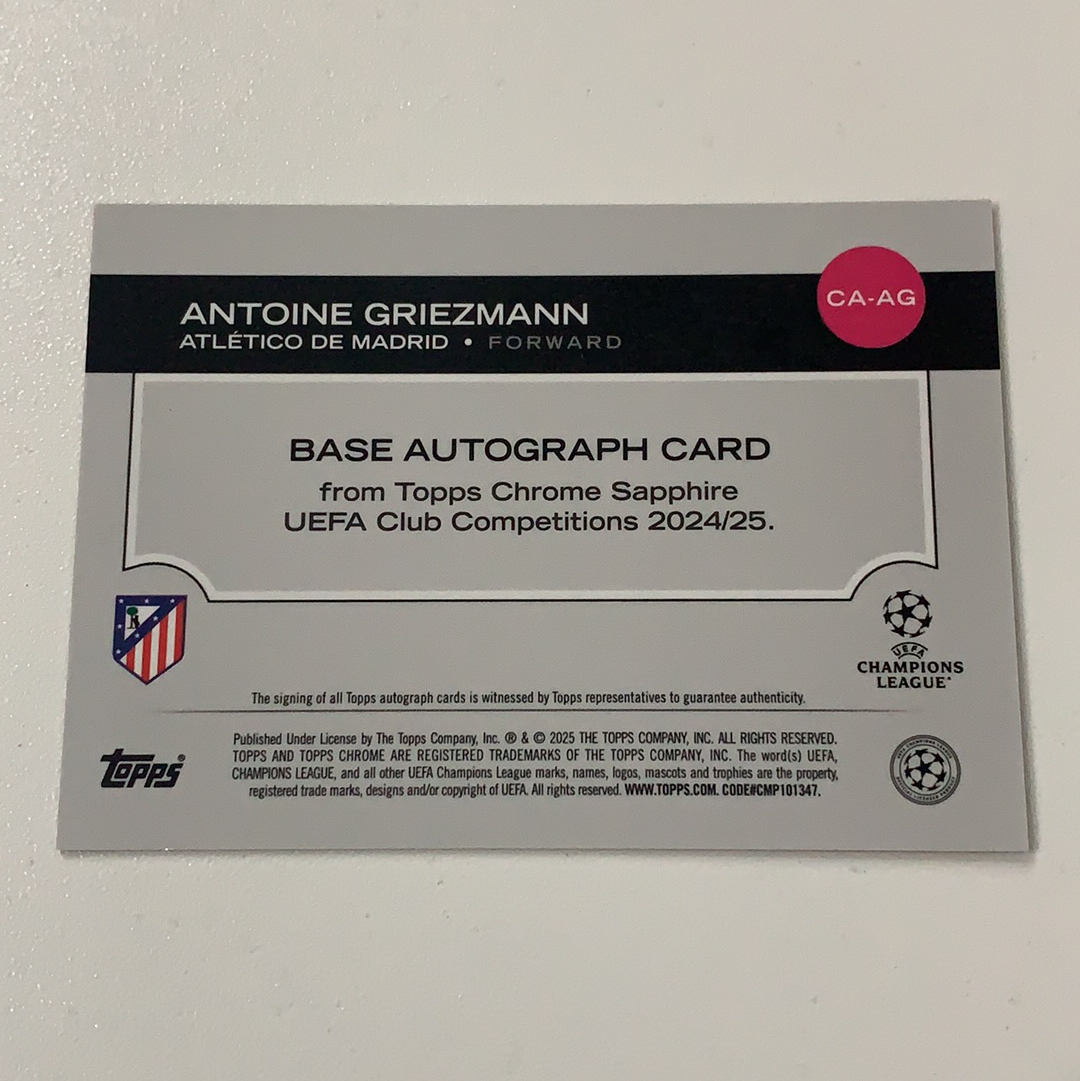 ANTOINE GRIEZMANN
CA-AG
ATLÉTICO DE MADRID • FORWARD
BASE AUTOGRAPH CARD
from Topps Chrome Sapphire
UEFA Club Competitions 2024/25.
UEFA
CHAMPIONS
LEAGUE
The signing of all Topps autograph cards is witnessed by Topps representatives to guarantee authenticity.
Published Under License by The Topps Company, Inc. ® & © 2025 THE TOPPS COMPANY, INC. ALL RIGHTS RESERVED.
TOPPS AND TOPPS CHROME ARE REGISTERED TRADEMARKS OF THE TOPPS COMPANY, INC. The word(s) UEFA,
CHAMPIONS LEAGUE, and all other UEFA Champions League marks, names, logos, mascots and trophies are the property,
registered trade marks, designs and/or copyright of UEFA. All rights reserved. WWW.TOPPS.COM. CODE#CMP101347.
topps®